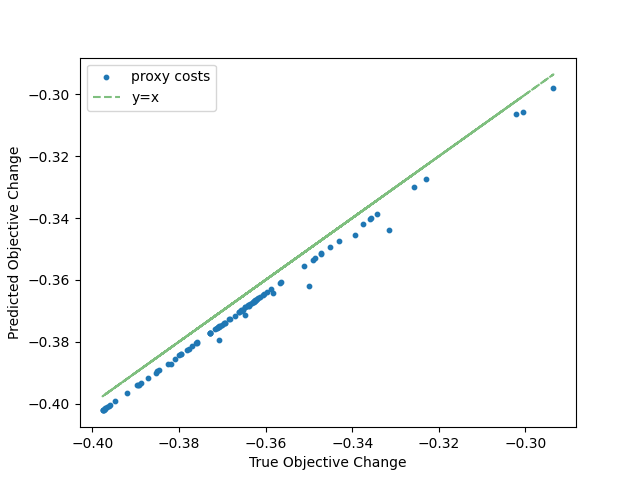 proxy costs
y=x
−0.30
−0.32
−0.34
−0.36
−0.38
−0.40
Predicted Objective Change
−0.40 −0.38 −0.36 −0.34 −0.32 −0.30
True Objective Change